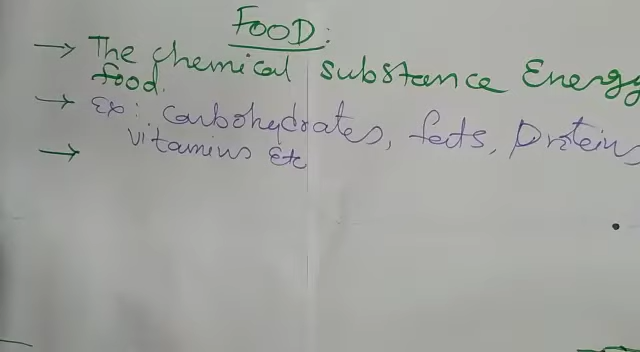 FOOD:
→ The chemical substance Energy
food.
→ Ex: Carbohydrates, fats, Proteins
→ vitamins Etc